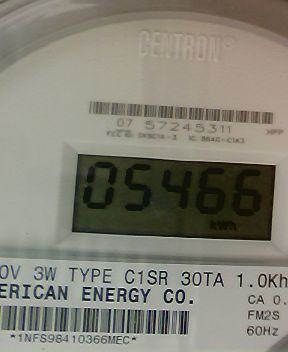 CENTRON®
07 57245311
HPP
05466
kWh
0V 3W TYPE C1SR 30TA 1.0Kh
ERICAN ENERGY CO.
CA 0.
FM2S
60Hz
*1NFS98410366MEC*